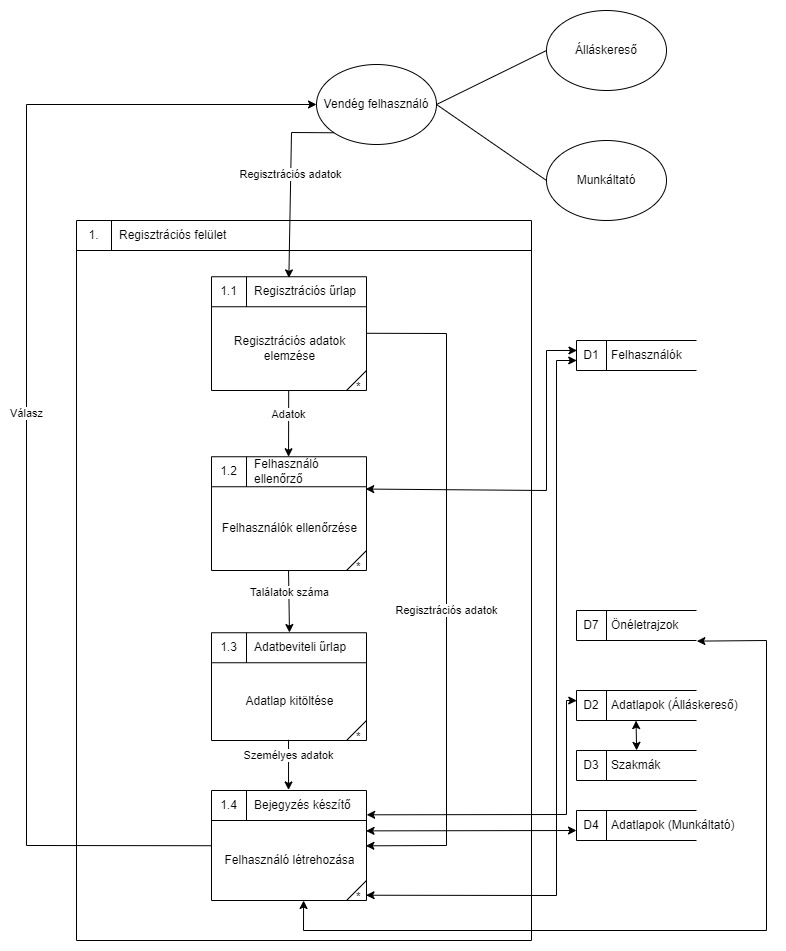 Álláskereső
Vendég felhasználó
Munkáltató
Regisztrációs adatok
1.
Regisztrációs felület
1.1
Regisztrációs űrlap
Regisztrációs adatok
elemzése
*
Adatok
D1
Felhasználók
Válasz
1.2
Felhasználó
ellenőrző
Felhasználók ellenőrzése
*
Találatok száma
Regisztrációs adatok
D7
Önéletrajzok
1.3
Adatbeviteli űrlap
Adatlap kitöltése
*
D2
Adatlapok (Álláskereső)
Személyes adatok
D3
Szakmák
1.4
Bejegyzés készítő
D4
Adatlapok (Munkáltató)
Felhasználó létrehozása
*